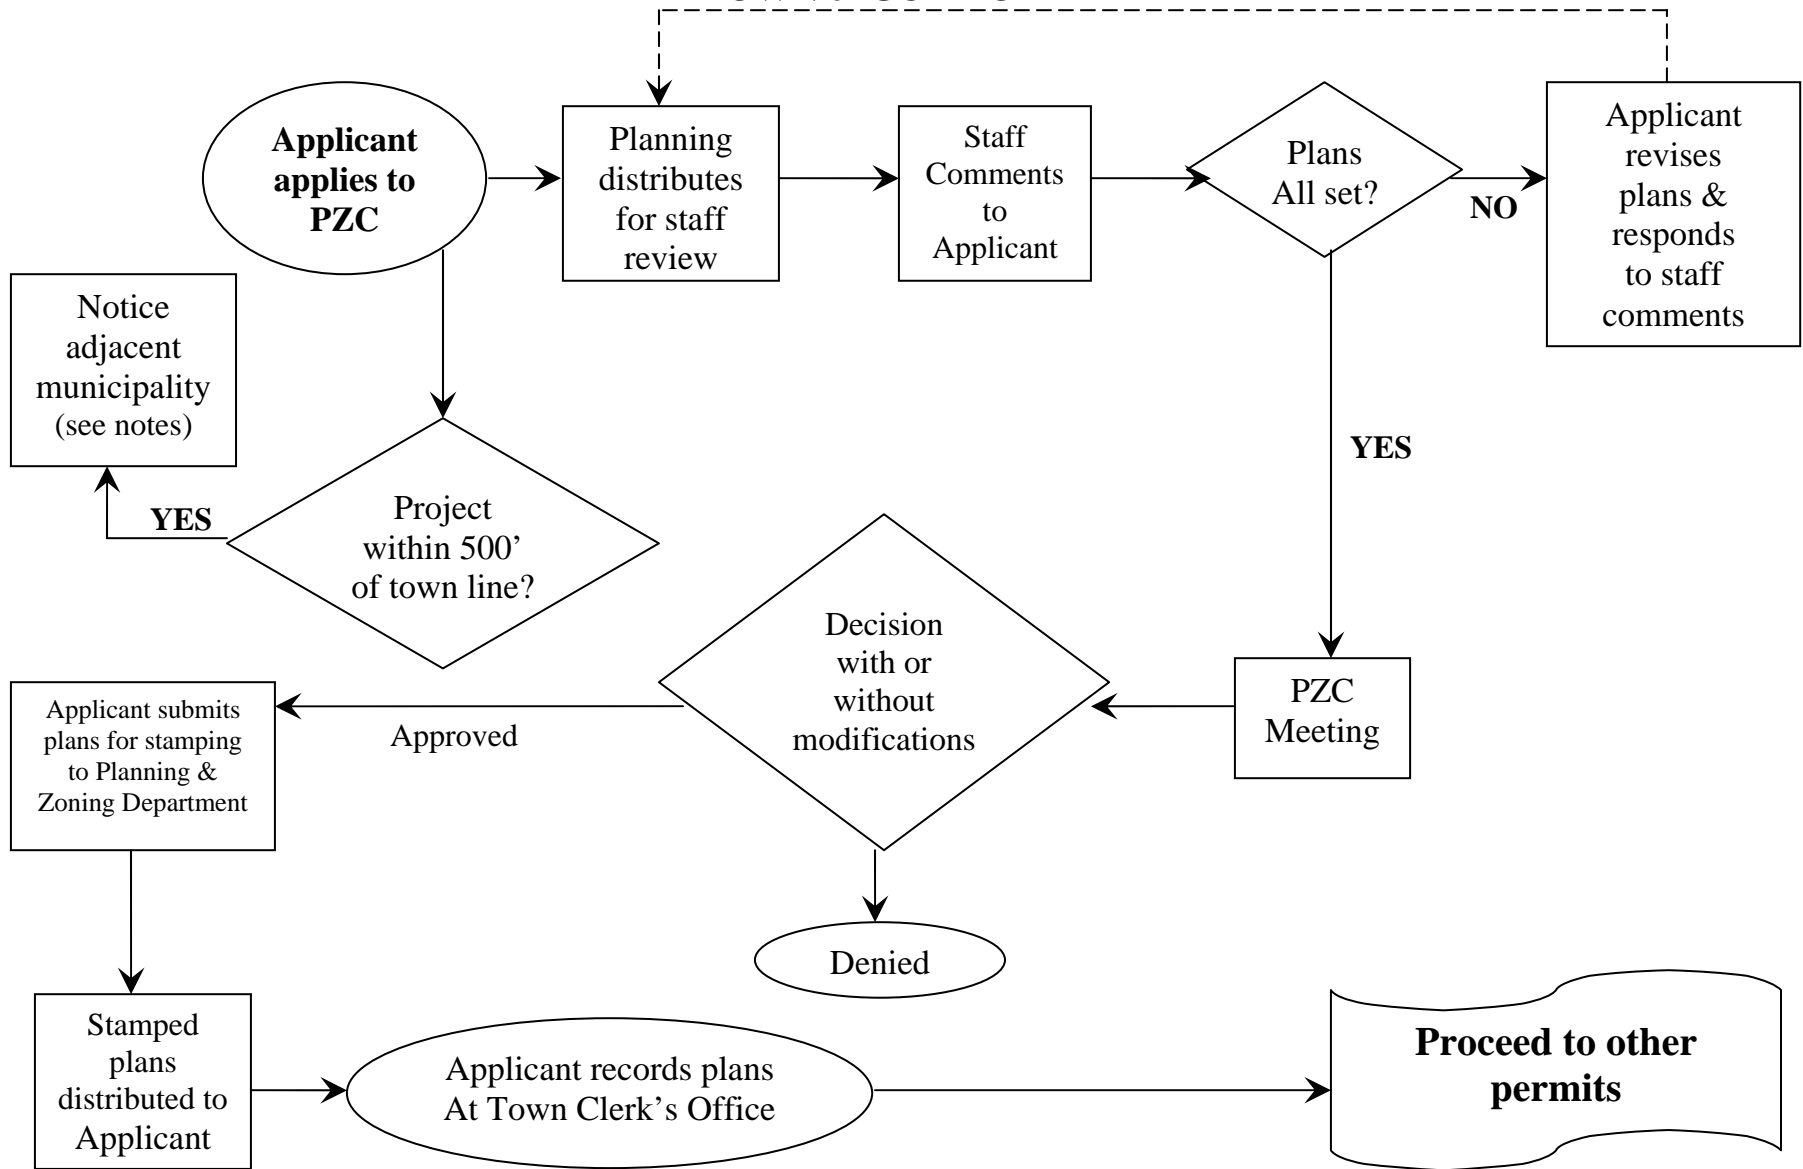 Applicant
applies to
PZC
Planning
distributes
for staff
review
Staff
Comments
to
Applicant
Plans
All set?
NO
Applicant
revises
plans &
responds
to staff
comments
Notice
adjacent
municipality
(see notes)
YES
Project
within 500’
of town line?
YES
Decision
with or
without
modifications
PZC
Meeting
Approved
Applicant submits
plans for stamping
to Planning &
Zoning Department
Denied
Stamped
plans
distributed to
Applicant
Applicant records plans
At Town Clerk’s Office
Proceed to other
permits